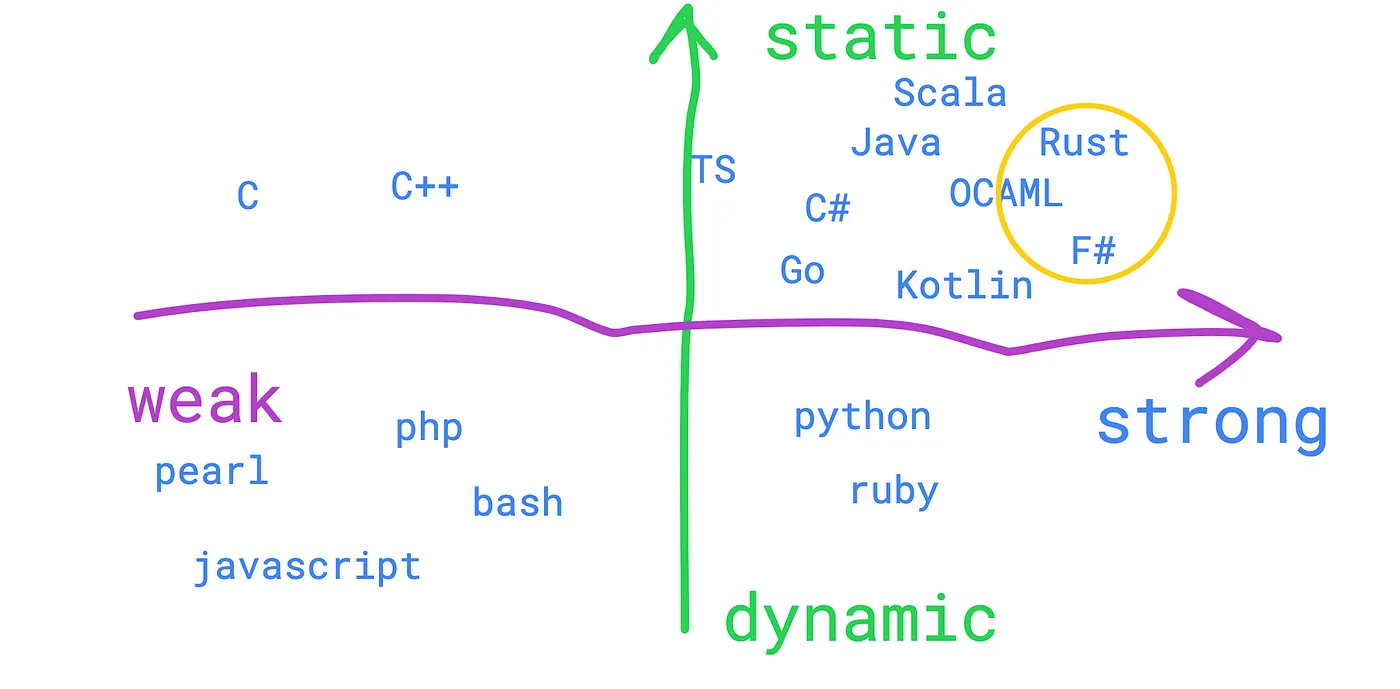 static
Scala
Java
Rust
TS
C
C++
OCAML
C#
Go
F#
Kotlin
weak
php
python
strong
pearl
bash
ruby
javascript
dynamic